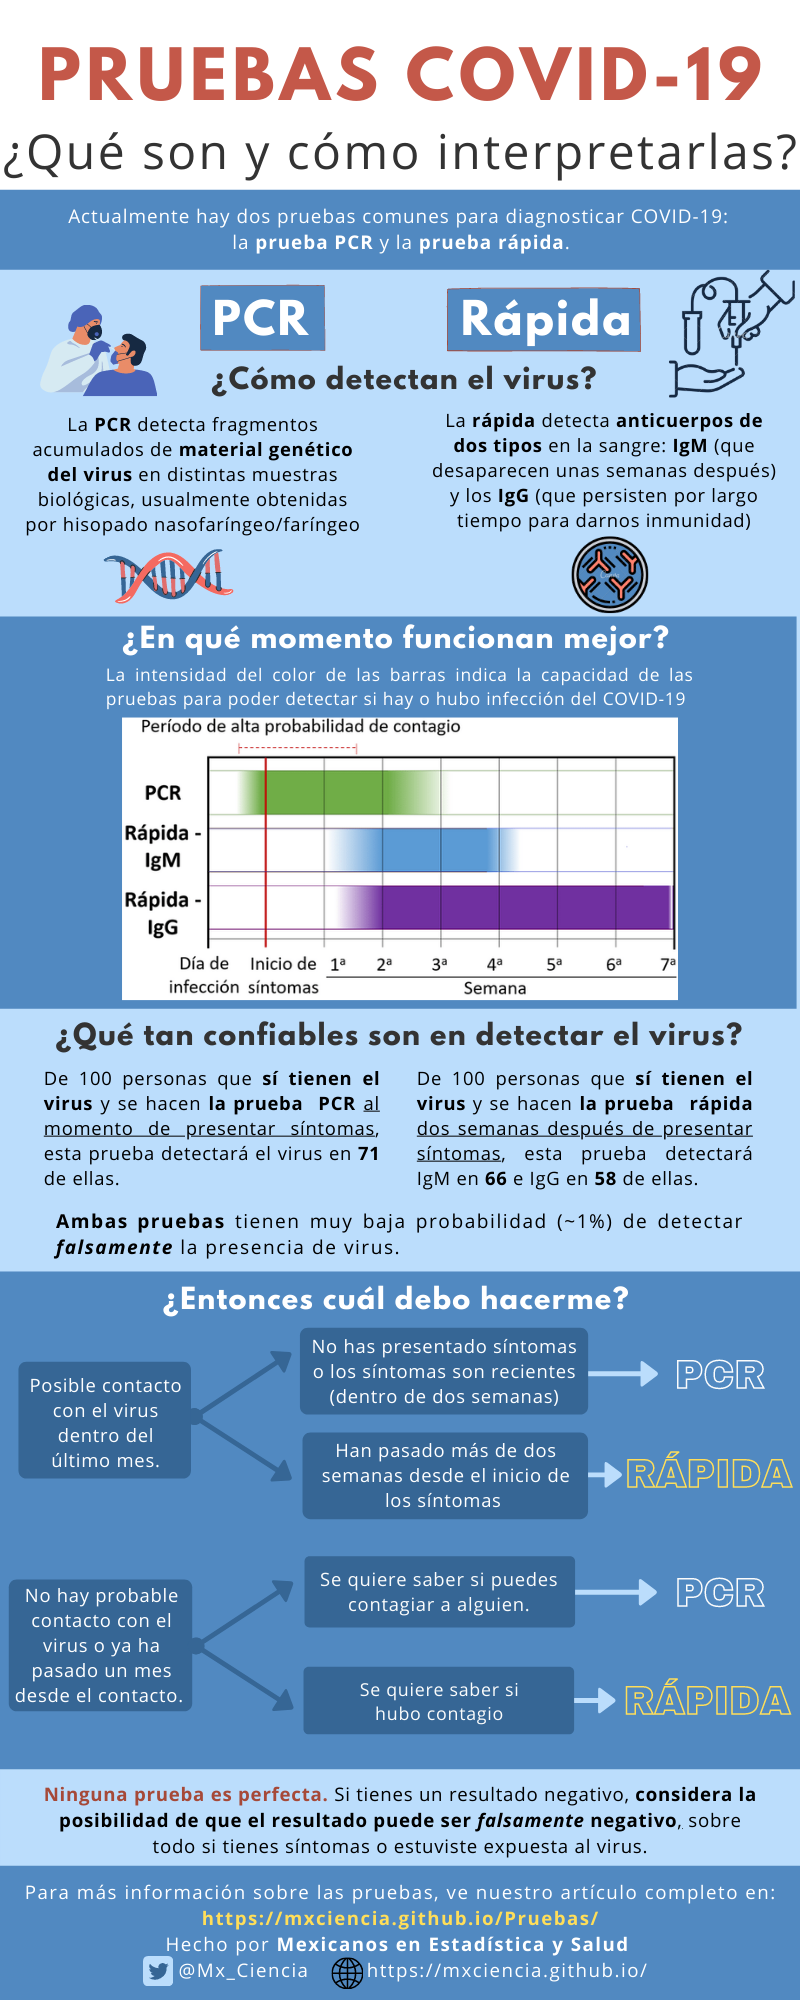 PRUEBAS COVID-19
¿Qué son y cómo interpretarlas?
Actualmente hay dos pruebas comunes para diagnosticar COVID-19:
la prueba PCR y la prueba rápida.
PCR
Rápida
¿Cómo detectan el virus?
La PCR detecta fragmentos
acumulados de material genético
del virus en distintas muestras
biológicas, usualmente obtenidas
por hisopado nasofaríngeo/faríngeo
La rápida detecta anticuerpos de
dos tipos en la sangre: IgM (que
desaparecen unas semanas después)
y los IgG (que persisten por largo
tiempo para darnos inmunidad)
¿En qué momento funcionan mejor?
La intensidad del color de las barras indica la capacidad de las
pruebas para poder detectar si hay o hubo infección del COVID-19
Período de alta probabilidad de contagio
PCR
Rápida -
IgM
Rápida -
IgG
Día de
infección
Inicio de
síntomas
1ª 2ª 3ª 4ª 5ª 6ª 7ª
Semana
¿Qué tan confiables son en detectar el virus?
De 100 personas que sí tienen el
virus y se hacen la prueba PCR al
momento de presentar síntomas,
esta prueba detectará el virus en 71
de ellas.
De 100 personas que sí tienen el
virus y se hacen la prueba rápida
dos semanas después de presentar
síntomas, esta prueba detectará
IgM en 66 e IgG en 58 de ellas.
Ambas pruebas tienen muy baja probabilidad (~1%) de detectar
falsamente la presencia de virus.
¿Entonces cuál debo hacerme?
Posible contacto
con el virus
dentro del
último mes.
No has presentado síntomas
o los síntomas son recientes
(dentro de dos semanas)
PCR
Han pasado más de dos
semanas desde el inicio de
los síntomas
RÁPIDA
No hay probable
contacto con el
virus o ya ha
pasado un mes
desde el contacto.
Se quiere saber si puedes
contagiar a alguien.
PCR
Se quiere saber si
hubo contagio
RÁPIDA
Ninguna prueba es perfecta. Si tienes un resultado negativo, considera la
posibilidad de que el resultado puede ser falsamente negativo, sobre
todo si tienes síntomas o estuviste expuesta al virus.
Para más información sobre las pruebas, ve nuestro artículo completo en:
https://mxciencia.github.io/Pruebas/
Hecho por Mexicanos en Estadística y Salud
@Mx_Ciencia https://mxciencia.github.io/